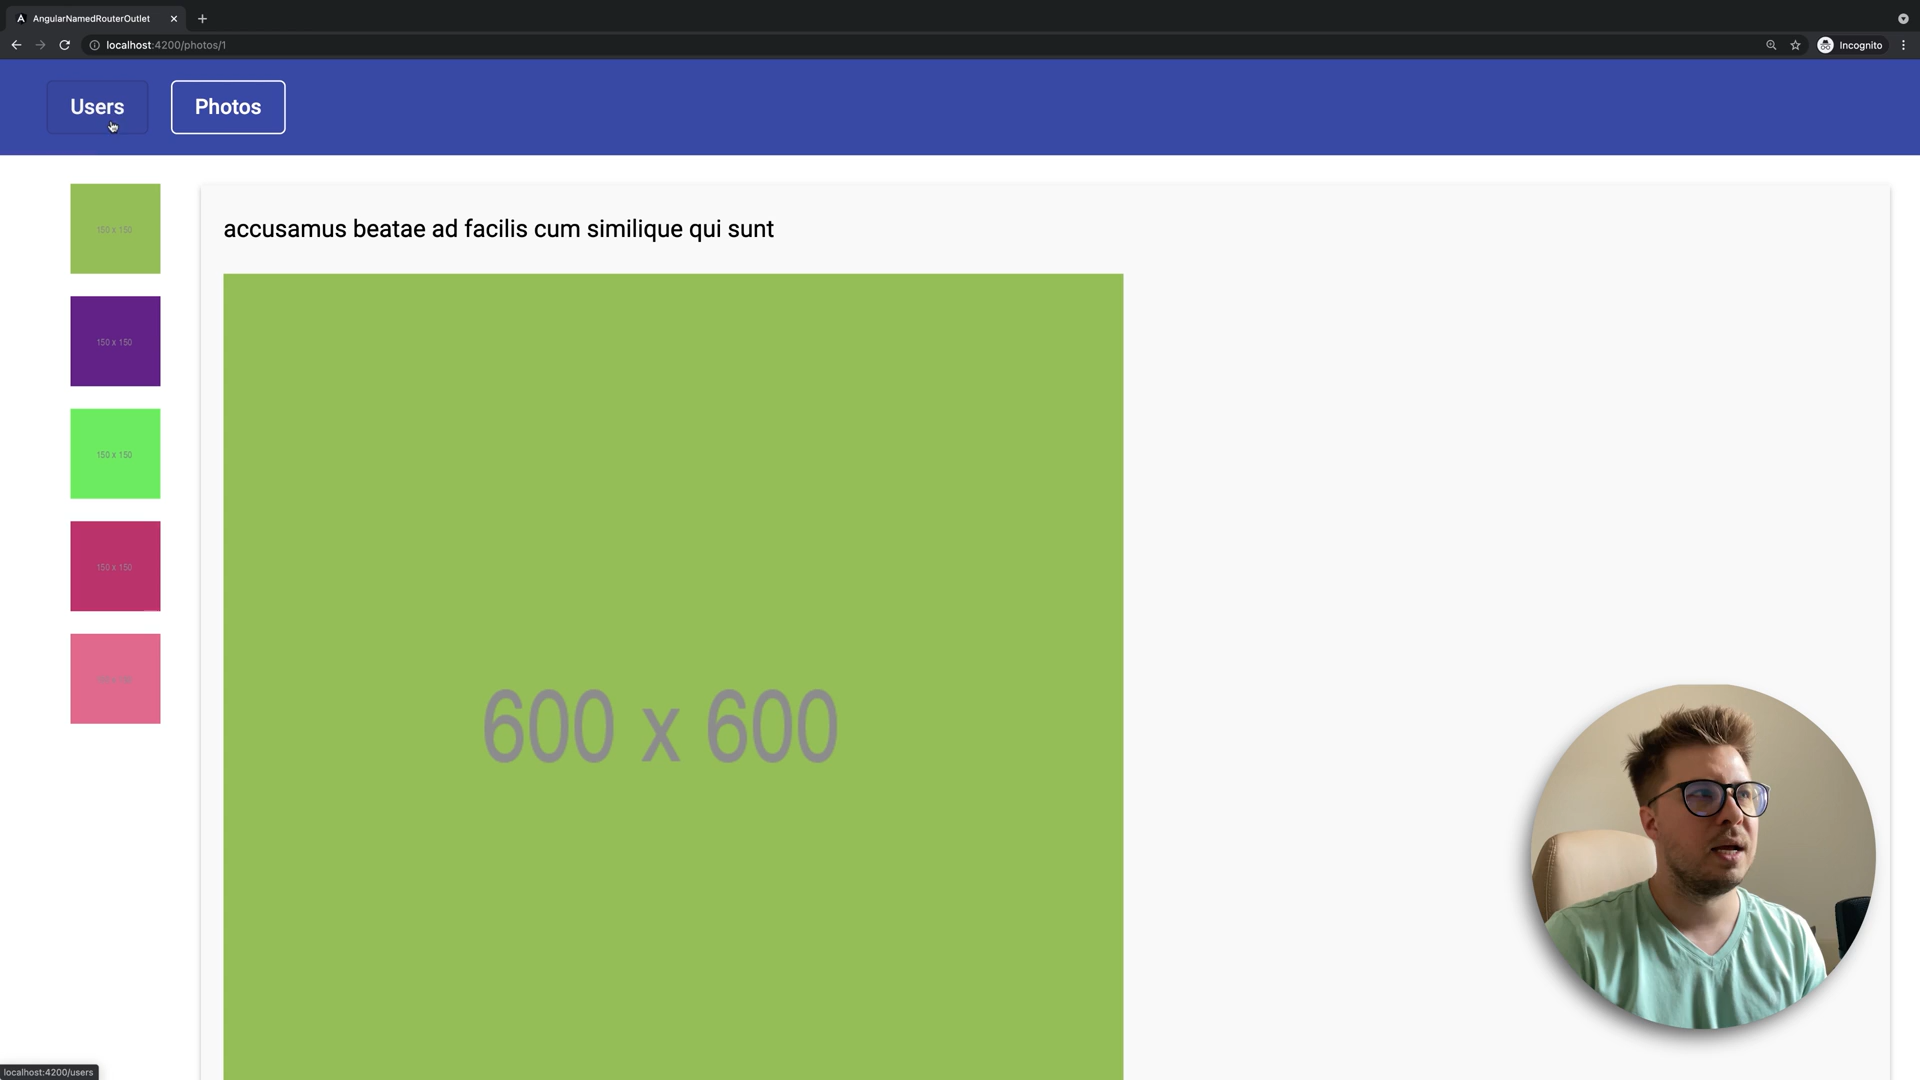 AngularNamedRouterOutlet
localhost:4200/photos/1
Incognito
Users
Photos
150 x 150
accusamus beatae ad facilis cum similique qui sunt
150 x 150
150 x 150
150 x 150
600 x 600
localhost:4200/users